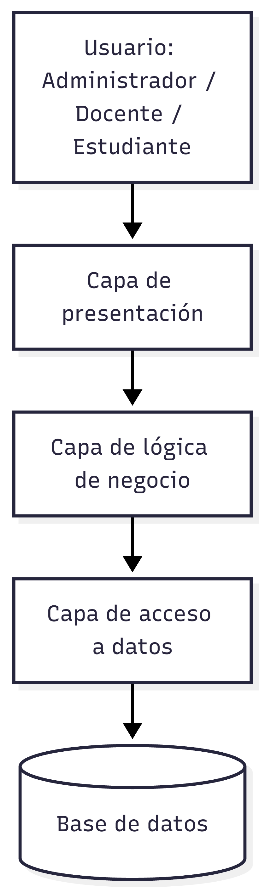 Usuario:
Administrador /
Docente /
Estudiante
Capa de
presentación
Capa de lógica
de negocio
Capa de acceso
a datos
Base de datos